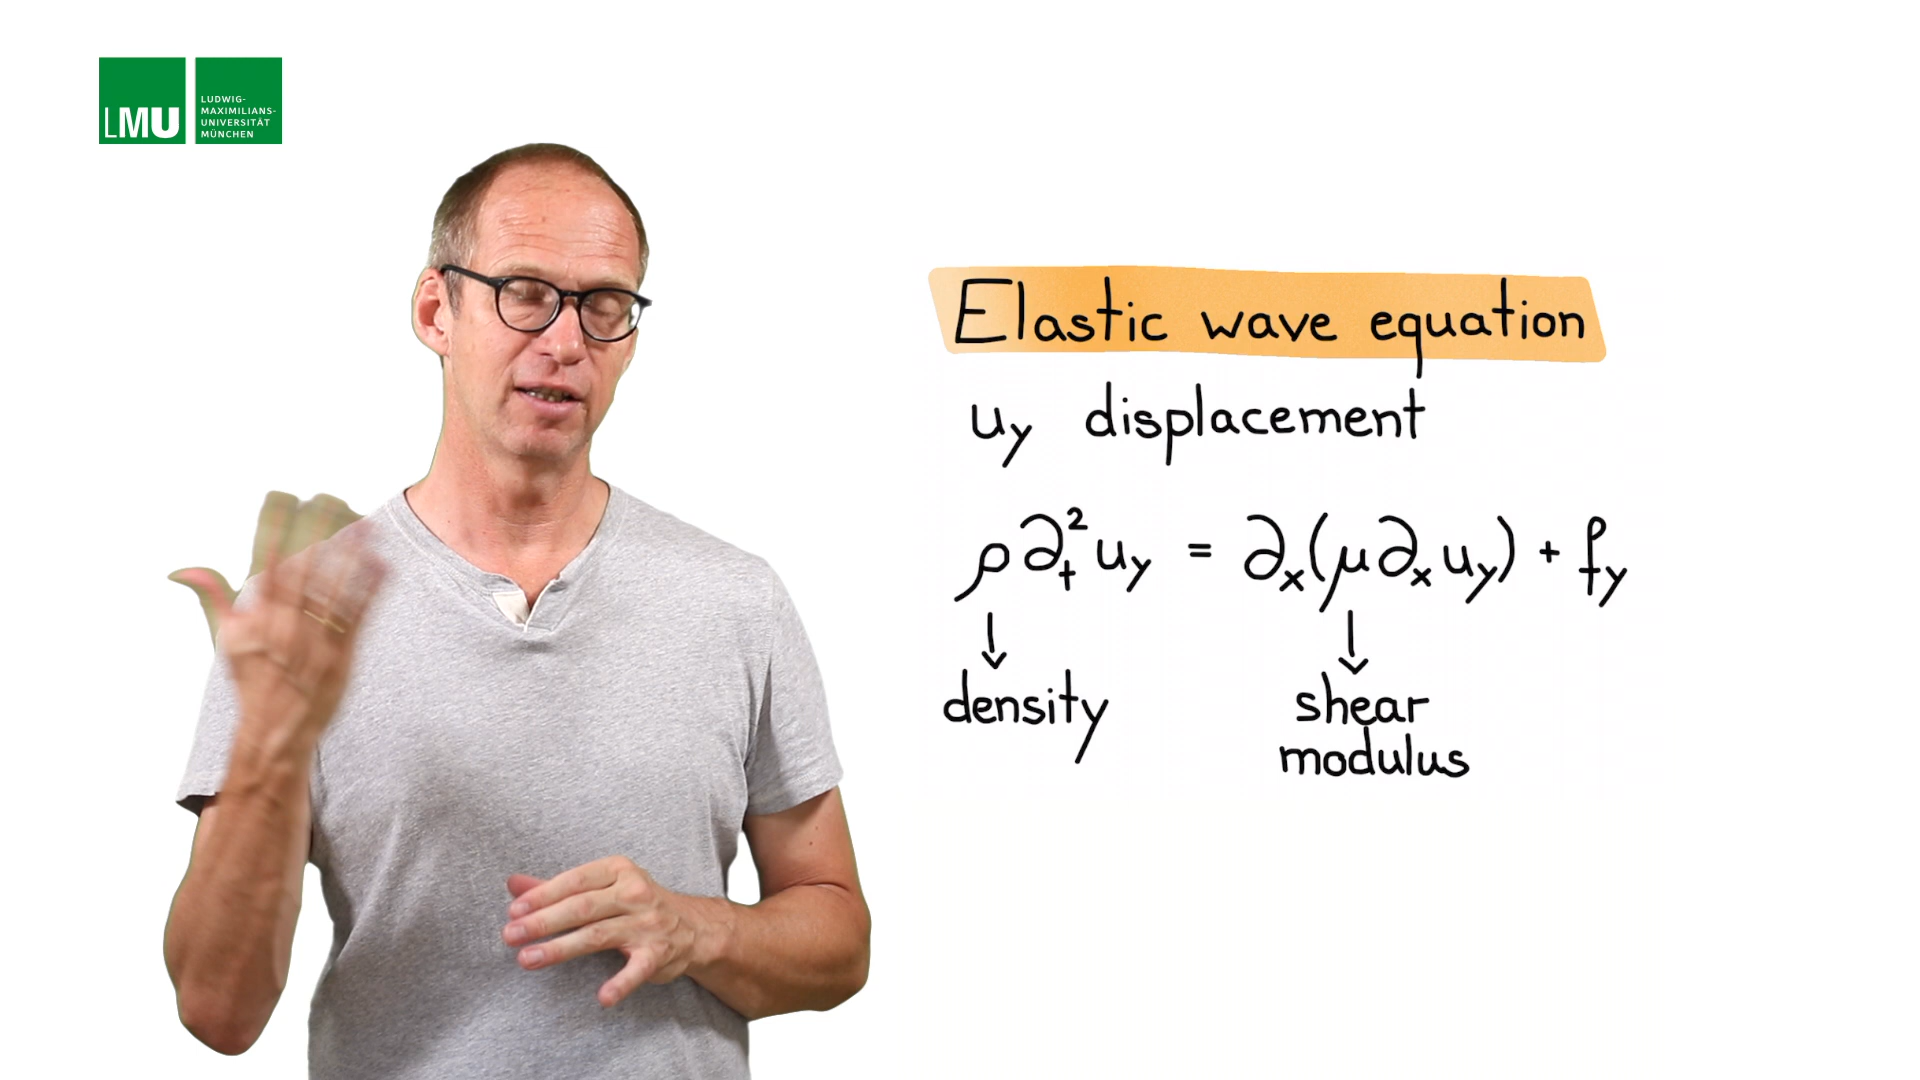 LMU
LUDWIG-
MAXIMILIANS-
UNIVERSITÄT
MÜNCHEN
Elastic wave equation
u_y displacement
ρ∂_t^2 u_y = ∂_x(μ∂_x u_y) + f_y
↓ ↓
density shear
modulus